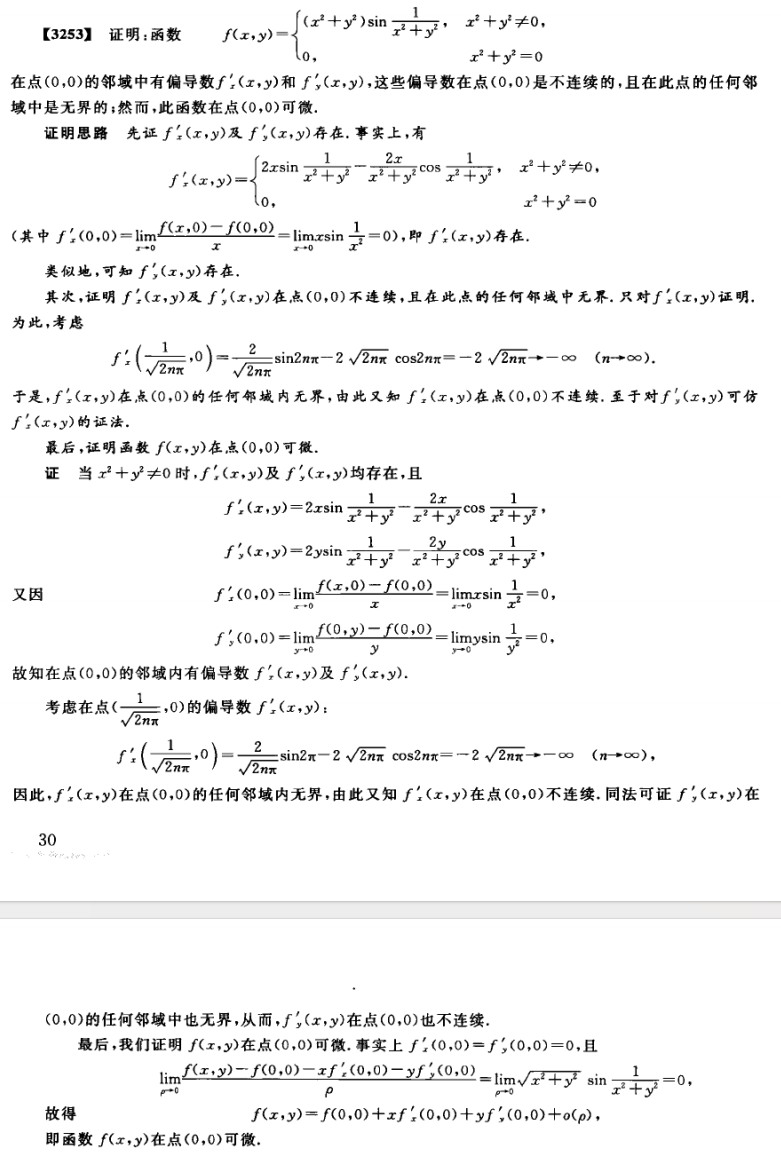 【3253】 证明:函数 f(x,y)={(x²+y²)sin 1/(x²+y²), x²+y²≠0,
0, x²+y²=0
在点(0,0)的邻域中有偏导数f′ₓ(x,y)和 f′ᵧ(x,y),这些偏导数在点(0,0)是不连续的,且在此点的任何邻
域中是无界的;然而,此函数在点(0,0)可微.
证明思路 先证 f′ₓ(x,y)及 f′ᵧ(x,y)存在.事实上,有
f′ₓ(x,y)={2xsin 1/(x²+y²) − 2x/(x²+y²) cos 1/(x²+y²), x²+y²≠0,
0, x²+y²=0
(其中 f′ₓ(0,0)=lim_{x→0} (f(x,0)−f(0,0))/x=lim_{x→0} xsin 1/x²=0),即 f′ₓ(x,y)存在.
类似地,可知 f′ᵧ(x,y)存在.
其次,证明 f′ₓ(x,y)及 f′ᵧ(x,y)在点(0,0)不连续,且在此点的任何邻域中无界.只对f′ₓ(x,y)证明.
为此,考虑
f′ₓ(1/√(2nπ),0)=2/√(2nπ) sin2nπ−2√(2nπ) cos2nπ=−2√(2nπ)→−∞ (n→∞).
于是,f′ₓ(x,y)在点(0,0)的任何邻域内无界,由此又知 f′ₓ(x,y)在点(0,0)不连续.至于对f′ᵧ(x,y)可仿
f′ₓ(x,y)的证法.
最后,证明函数 f(x,y)在点(0,0)可微.
证 当 x²+y²≠0 时,f′ₓ(x,y)及 f′ᵧ(x,y)均存在,且
f′ₓ(x,y)=2xsin 1/(x²+y²) − 2x/(x²+y²) cos 1/(x²+y²),
f′ᵧ(x,y)=2ysin 1/(x²+y²) − 2y/(x²+y²) cos 1/(x²+y²),
又因 f′ₓ(0,0)=lim_{x→0} (f(x,0)−f(0,0))/x=lim_{x→0} xsin 1/x²=0,
f′ᵧ(0,0)=lim_{y→0} (f(0,y)−f(0,0))/y=lim_{y→0} ysin 1/y²=0.
故知在点(0,0)的邻域内有偏导数 f′ₓ(x,y)及 f′ᵧ(x,y).
考虑在点(1/√(2nπ),0)的偏导数 f′ₓ(x,y):
f′ₓ(1/√(2nπ),0)=2/√(2nπ) sin2π−2√(2nπ) cos2nπ=−2√(2nπ)→−∞ (n→∞),
因此,f′ₓ(x,y)在点(0,0)的任何邻域内无界,由此又知 f′ₓ(x,y)在点(0,0)不连续.同法可证 f′ᵧ(x,y)在
30
(0,0)的任何邻域中也无界,从而,f′ᵧ(x,y)在点(0,0)也不连续.
最后,我们证明 f(x,y)在点(0,0)可微.事实上 f′ₓ(0,0)=f′ᵧ(0,0)=0,且
lim_{ρ→0} (f(x,y)−f(0,0)−xf′ₓ(0,0)−yf′ᵧ(0,0))/ρ=lim_{ρ→0} √(x²+y²) sin 1/(x²+y²)=0,
故得 f(x,y)=f(0,0)+xf′ₓ(0,0)+yf′ᵧ(0,0)+o(ρ),
即函数 f(x,y)在点(0,0)可微.